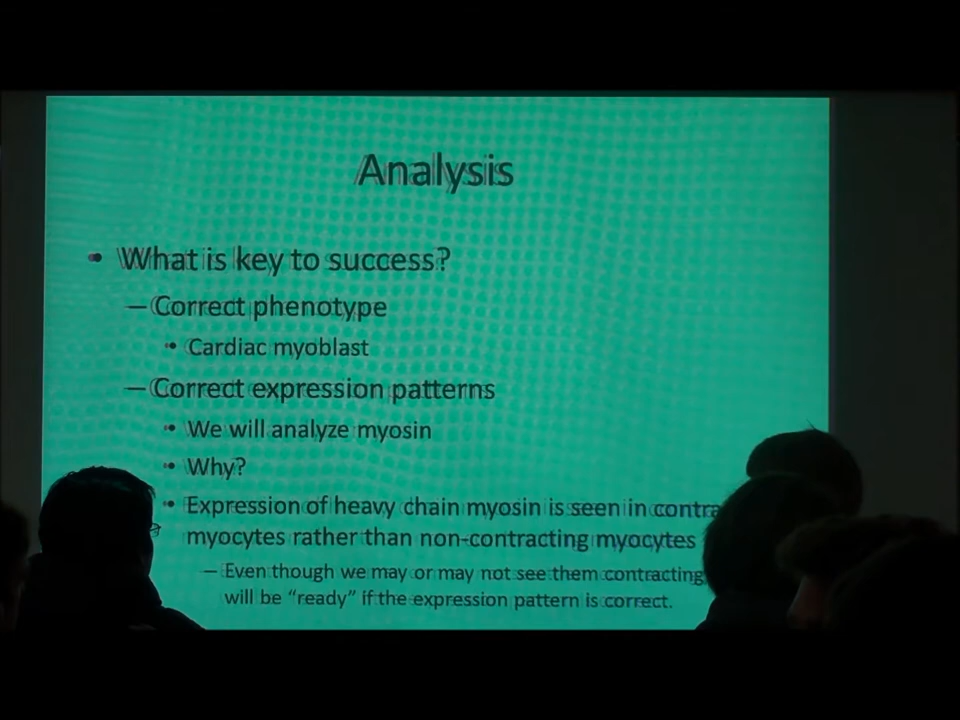 Analysis
• What is key to success?
– Correct phenotype
• Cardiac myoblast
– Correct expression patterns
• We will analyze myosin
• Why?
• Expression of heavy chain myosin is seen in contra
myocytes rather than non-contracting myocytes
– Even though we may or may not see them contracting
will be “ready” if the expression pattern is correct.